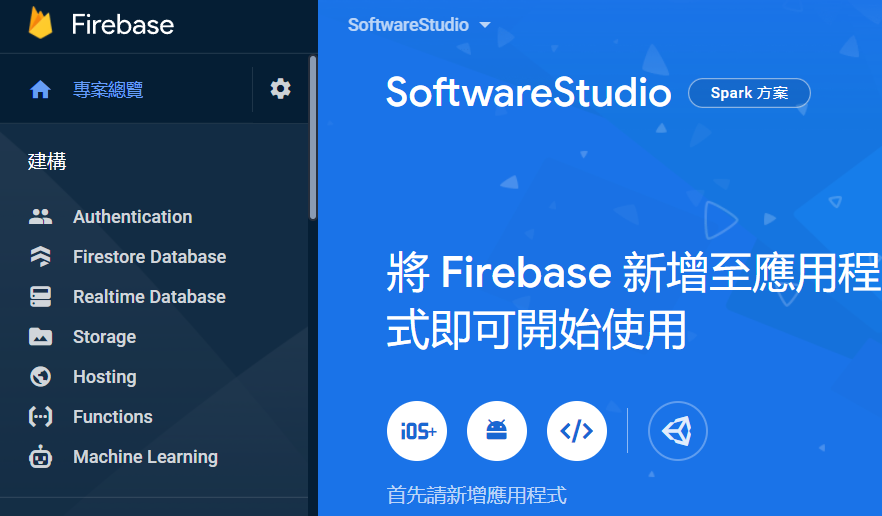 Firebase
專案總覽
建構
Authentication
Firestore Database
Realtime Database
Storage
Hosting
Functions
Machine Learning
SoftwareStudio
SoftwareStudio
Spark 方案
將 Firebase 新增至應用程
式即可開始使用
iOS+
首先請新增應用程式